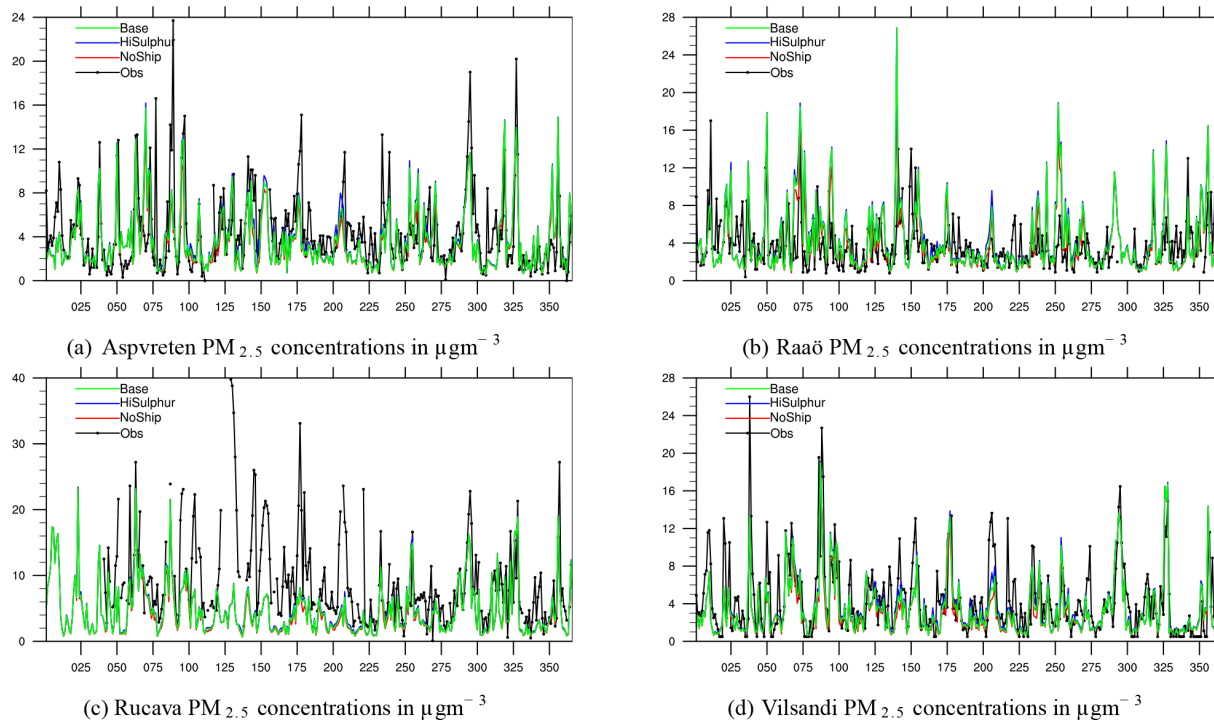 24
20
16
12
8
4
0
Base
HiSulphur
NoShip
Obs
025 050 075 100 125 150 175 200 225 250 275 300 325 350
(a) Aspvreten PM 2.5 concentrations in µgm− 3
28
24
20
16
12
8
4
0
Base
HiSulphur
NoShip
Obs
025 050 075 100 125 150 175 200 225 250 275 300 325 350
(b) Raaö PM 2.5 concentrations in µgm− 3
40
30
20
10
0
Base
HiSulphur
NoShip
Obs
025 050 075 100 125 150 175 200 225 250 275 300 325 350
(c) Rucava PM 2.5 concentrations in µgm− 3
28
24
20
16
12
8
4
0
Base
HiSulphur
NoShip
Obs
025 050 075 100 125 150 175 200 225 250 275 300 325 350
(d) Vilsandi PM 2.5 concentrations in µgm− 3